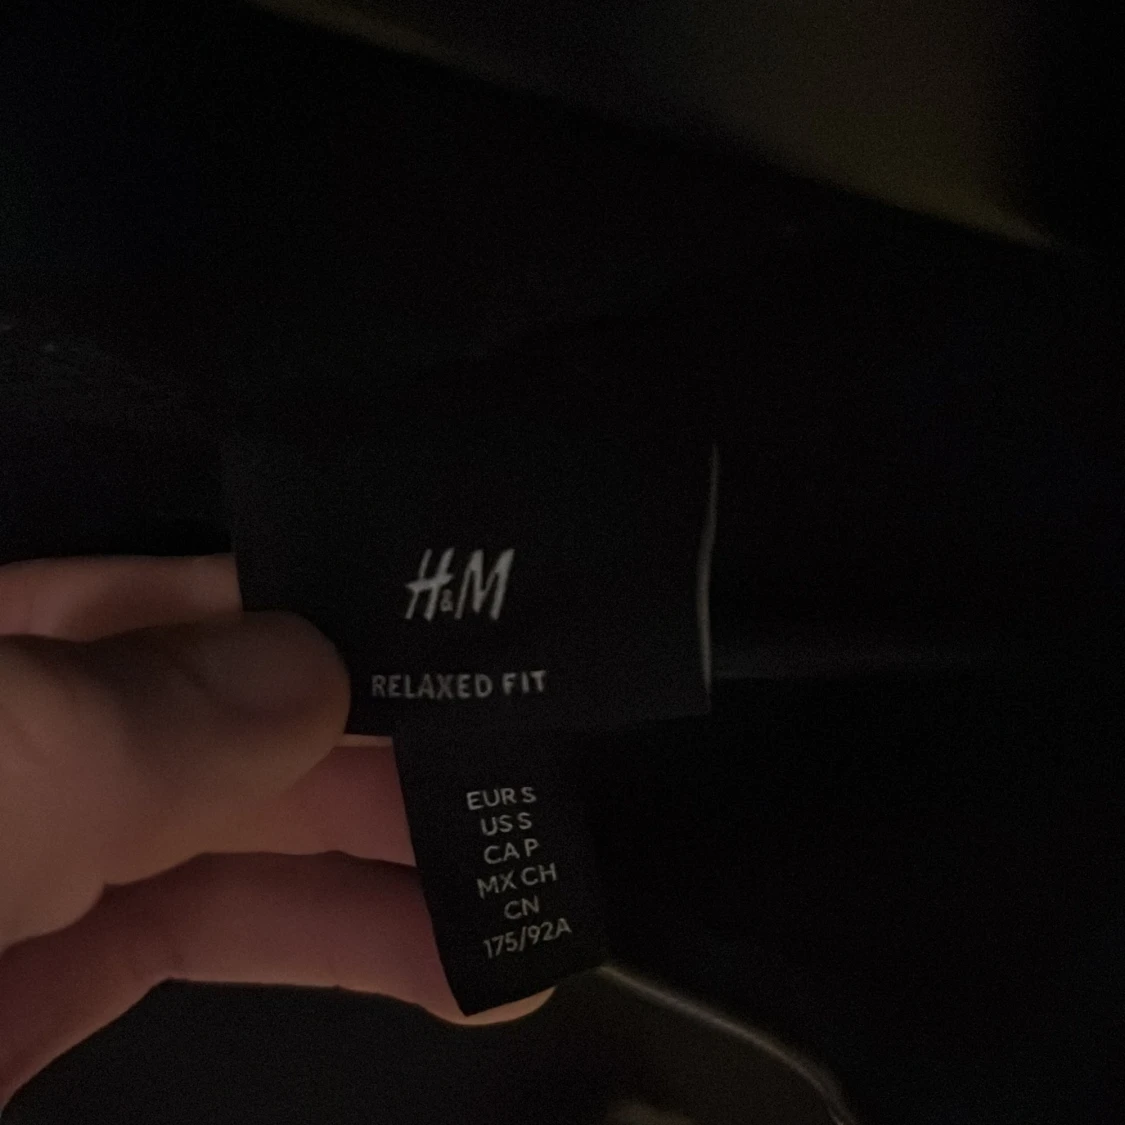 H&M
RELAXED FIT
EUR S
US S
CA P
MX CH
CN
175/92A